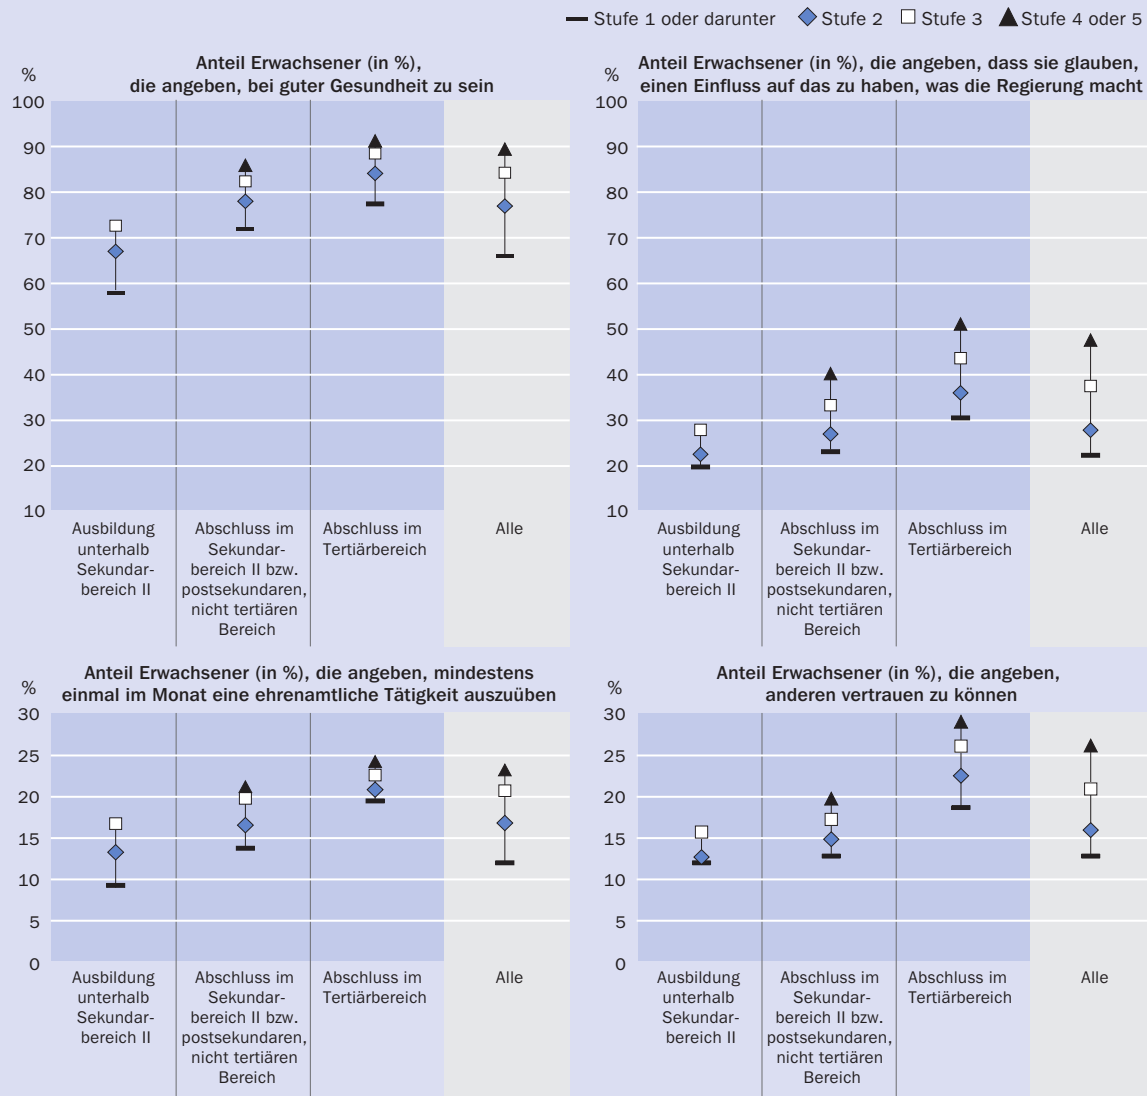 Stufe 1 oder darunter Stufe 2 Stufe 3 Stufe 4 oder 5
Anteil Erwachsener (in %),
die angeben, bei guter Gesundheit zu sein
%
100
90
80
70
60
50
40
30
20
10
Ausbildung
unterhalb
Sekundar-
bereich II
Abschluss im
Sekundar-
bereich II bzw.
postsekundaren,
nicht tertiären
Bereich
Abschluss im
Tertiärbereich
Alle
Anteil Erwachsener (in %), die angeben, dass sie glauben,
einen Einfluss auf das zu haben, was die Regierung macht
%
100
90
80
70
60
50
40
30
20
10
Ausbildung
unterhalb
Sekundar-
bereich II
Abschluss im
Sekundar-
bereich II bzw.
postsekundaren,
nicht tertiären
Bereich
Abschluss im
Tertiärbereich
Alle
Anteil Erwachsener (in %), die angeben, mindestens
einmal im Monat eine ehrenamtliche Tätigkeit auszuüben
%
30
25
20
15
10
5
0
Ausbildung
unterhalb
Sekundar-
bereich II
Abschluss im
Sekundar-
bereich II bzw.
postsekundaren,
nicht tertiären
Bereich
Abschluss im
Tertiärbereich
Alle
Anteil Erwachsener (in %), die angeben,
anderen vertrauen zu können
%
30
25
20
15
10
5
0
Ausbildung
unterhalb
Sekundar-
bereich II
Abschluss im
Sekundar-
bereich II bzw.
postsekundaren,
nicht tertiären
Bereich
Abschluss im
Tertiärbereich
Alle